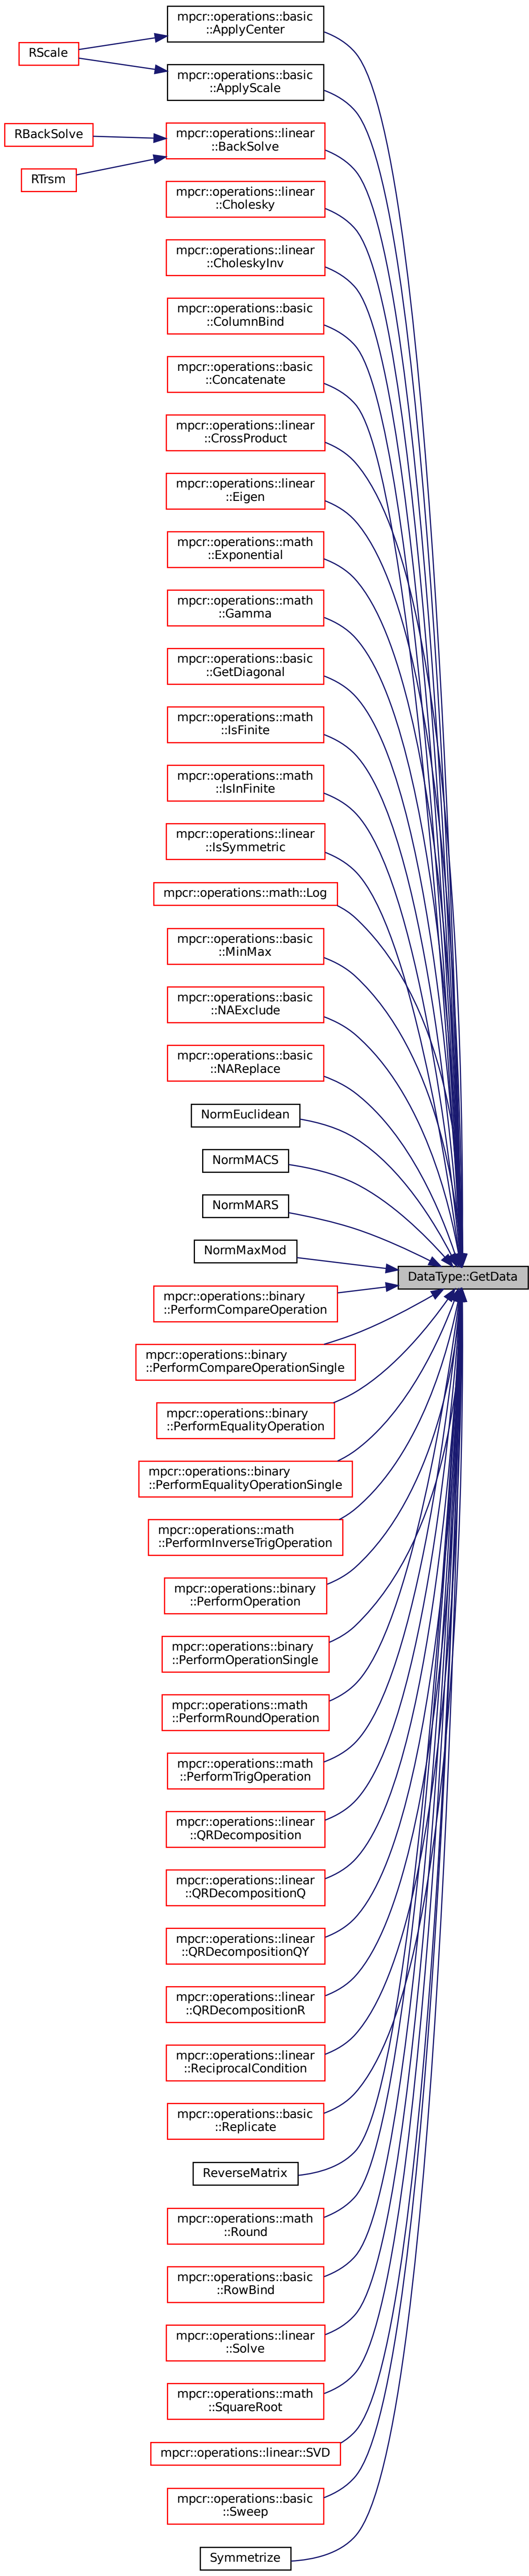 mpcr::operations::basic
::ApplyCenter
RScale
mpcr::operations::basic
::ApplyScale
RBackSolve
mpcr::operations::linear
::BackSolve
RTrsm
mpcr::operations::linear
::Cholesky
mpcr::operations::linear
::CholeskyInv
mpcr::operations::basic
::ColumnBind
mpcr::operations::basic
::Concatenate
mpcr::operations::linear
::CrossProduct
mpcr::operations::linear
::Eigen
mpcr::operations::math
::Exponential
mpcr::operations::math
::Gamma
mpcr::operations::basic
::GetDiagonal
mpcr::operations::math
::IsFinite
mpcr::operations::math
::IsInFinite
mpcr::operations::linear
::IsSymmetric
mpcr::operations::math::Log
mpcr::operations::basic
::MinMax
mpcr::operations::basic
::NAExclude
mpcr::operations::basic
::NAReplace
NormEuclidean
NormMACS
NormMARS
NormMaxMod
DataType::GetData
mpcr::operations::binary
::PerformCompareOperation
mpcr::operations::binary
::PerformCompareOperationSingle
mpcr::operations::binary
::PerformEqualityOperation
mpcr::operations::binary
::PerformEqualityOperationSingle
mpcr::operations::math
::PerformInverseTrigOperation
mpcr::operations::binary
::PerformOperation
mpcr::operations::binary
::PerformOperationSingle
mpcr::operations::math
::PerformRoundOperation
mpcr::operations::math
::PerformTrigOperation
mpcr::operations::linear
::QRDecomposition
mpcr::operations::linear
::QRDecompositionQ
mpcr::operations::linear
::QRDecompositionQY
mpcr::operations::linear
::QRDecompositionR
mpcr::operations::linear
::ReciprocalCondition
mpcr::operations::basic
::Replicate
ReverseMatrix
mpcr::operations::math
::Round
mpcr::operations::basic
::RowBind
mpcr::operations::linear
::Solve
mpcr::operations::math
::SquareRoot
mpcr::operations::linear::SVD
mpcr::operations::basic
::Sweep
Symmetrize